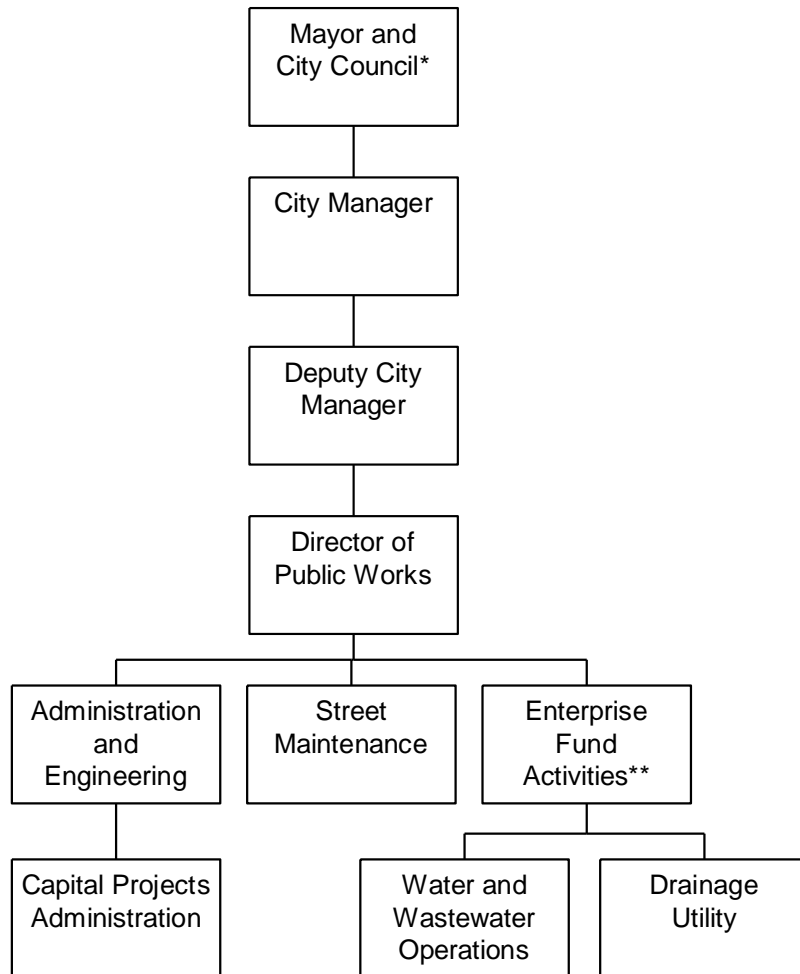 Mayor and
City Council*
City Manager
Deputy City
Manager
Director of
Public Works
Administration
and
Engineering
Street
Maintenance
Enterprise
Fund
Activities**
Capital Projects
Administration
Water and
Wastewater
Operations
Drainage
Utility